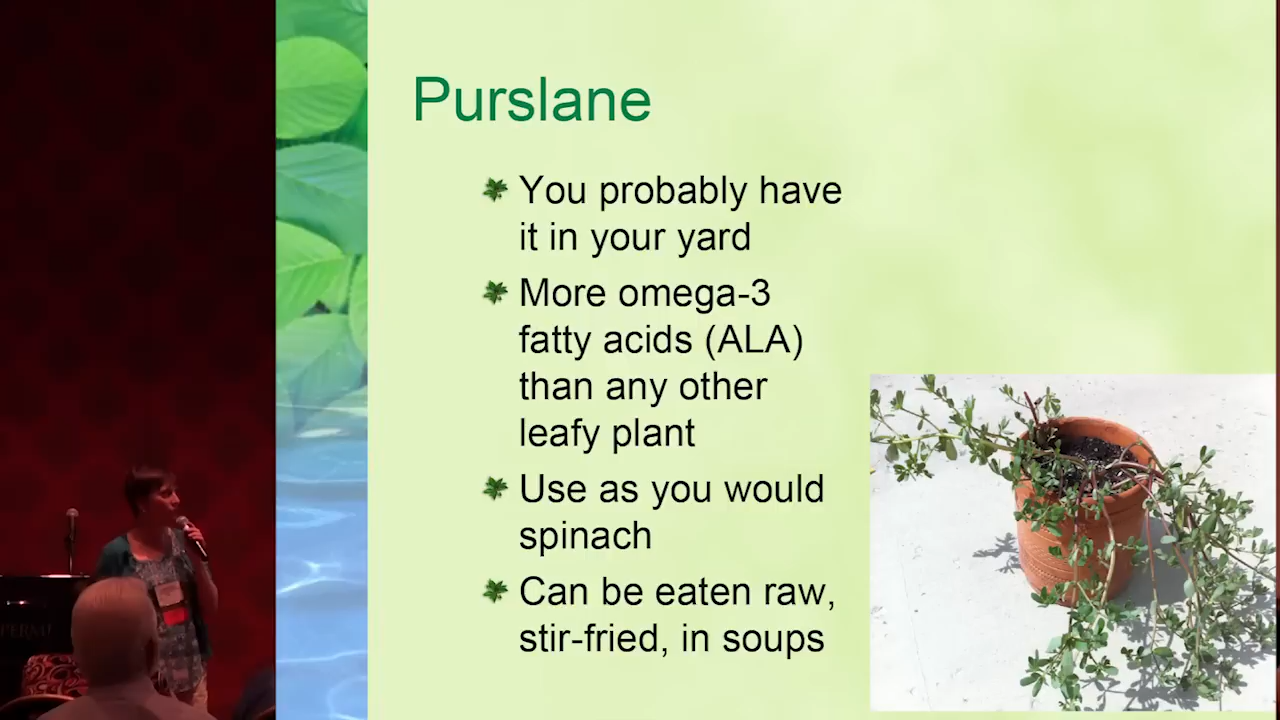 Purslane
You probably have
it in your yard
More omega-3
fatty acids (ALA)
than any other
leafy plant
Use as you would
spinach
Can be eaten raw,
stir-fried, in soups